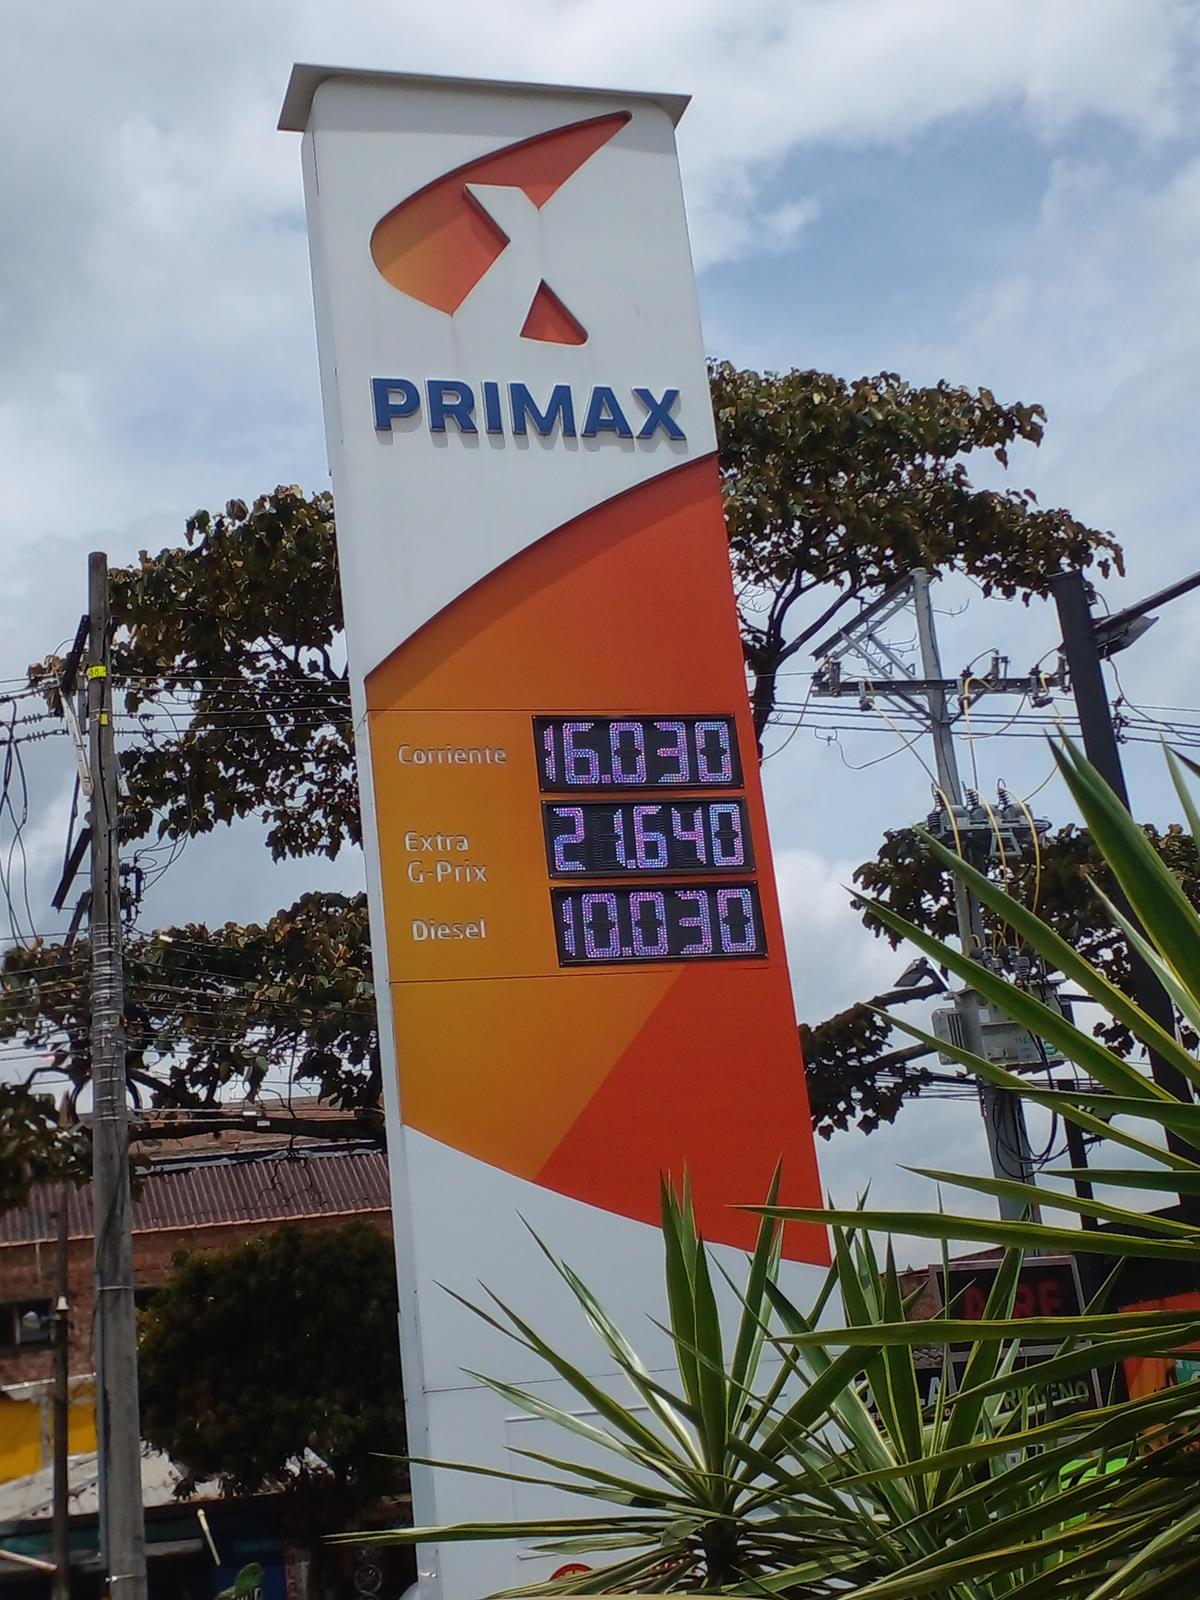 PRIMAX
Corriente 16.030
Extra
G-Prix 21.640
Diesel 10.030